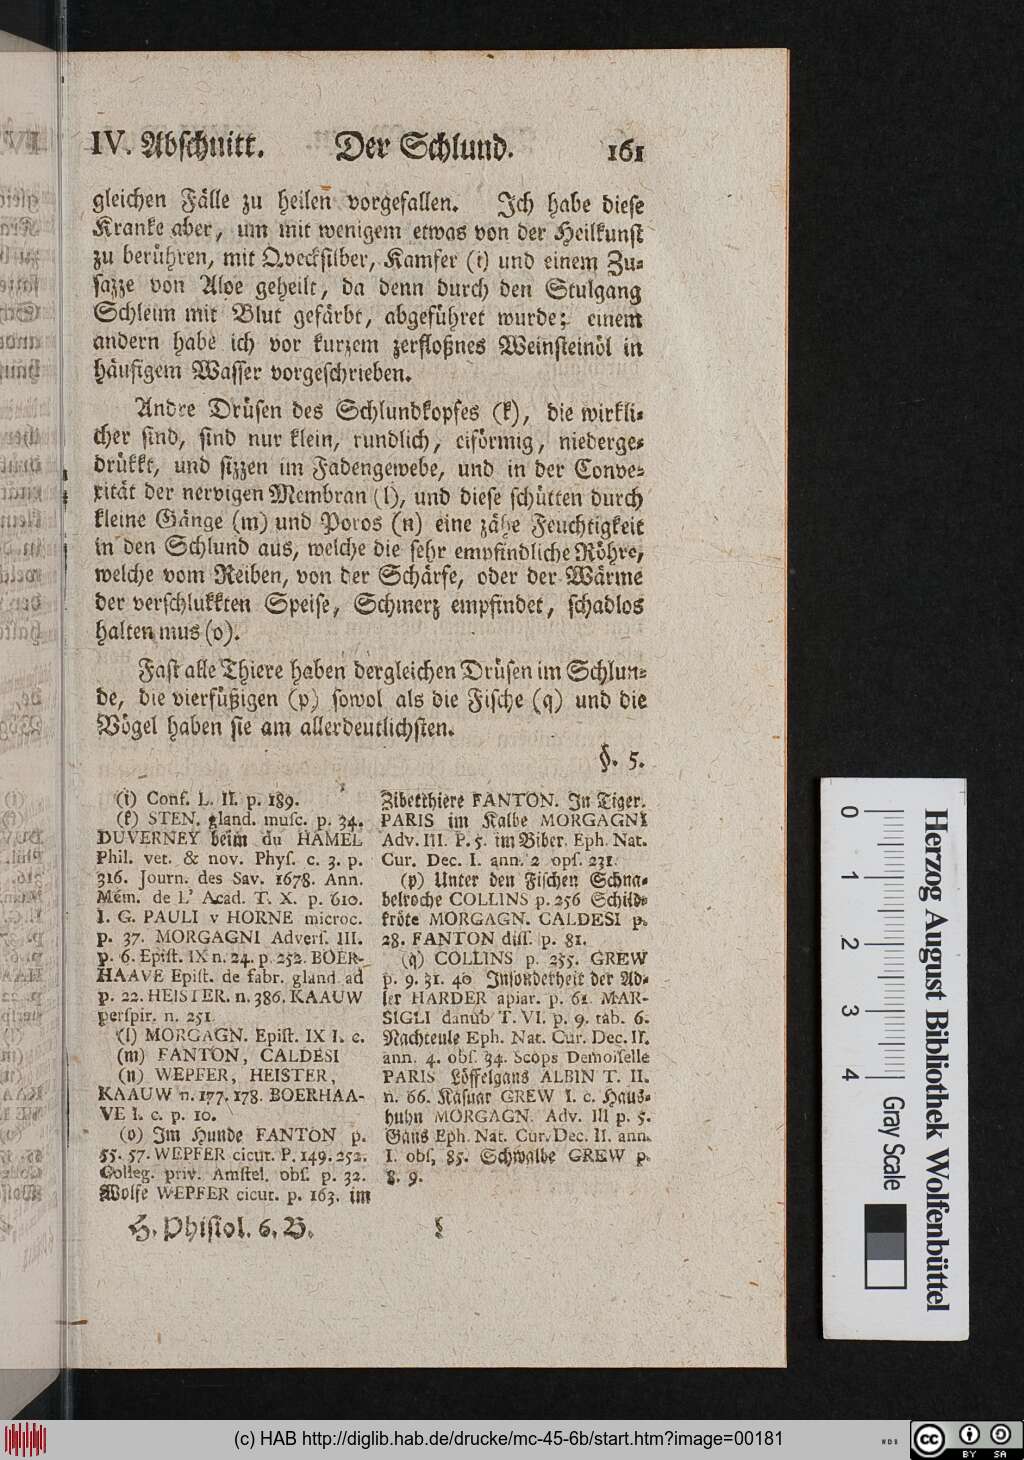 IV. Abſchnitt. Der Schlund. 161
gleichen Fälle zu heilen vorgefallen. Ich habe dieſe
Kranke aber, um mit wenigem etwas von der Heilkunſt
zu berühren, mit Queckſilber, Kamfer (i) und einem Zu⸗
ſazze von Aloe geheilt, da denn durch den Stulgang
Schleim mit Blut gefärbt, abgeführet wurde; einem
andern habe ich vor kurzem zerfloßnes Weinſteinöl in
häufigem Waſſer vorgeſchrieben.
Andre Drüſen des Schlundkopfes (k), die wirkli⸗
cher ſind, ſind nur klein, rundlich, eiförmig, niederge⸗
drükkt, und ſizzen im Fadengewebe, und in der Conve⸗
xität der nervigen Membran (l), und dieſe ſchütten durch
kleine Gänge (m) und Poros (n) eine zähe Feuchtigkeit
in den Schlund aus, welche die ſehr empfindliche Röhre,
welche vom Reiben, von der Schärfe, oder der Wärme
der verſchlukkten Speiſe, Schmerz empfindet, ſchadlos
halten mus (o).
Faſt alle Thiere haben dergleichen Drüſen im Schlun⸗
de, die vierfüßigen (p) ſowol als die Fiſche (q) und die
Vögel haben ſie am allerdeutlichſten.
§. 5.
(i) Conf. L. II. p. 189.
(k) STEN. gland. muſc. p. 34.
DUVERNEY beim du HAMEL
Phil. vet. & nov. Phyſ. c. 3. p.
316. Journ. des Sav. 1678. Ann.
Mém. de L' Acad. T. X. p. 610.
I. G. PAULI v HORNE microc.
p. 37. MORGAGNI Adverſ. III.
p. 6. Epiſt. IX n. 24. p. 252. BOER-
HAAVE Epiſt. de fabr. gland. ad
p. 22. HEISTER. n. 386. KAAUW
perſpir. n. 251.
(l) MORGAGN. Epiſt. IX l. c.
(m) FANTON, CALDESI
(n) WEPFER, HEISTER,
KAAUW n. 177. 178. BOERHAA-
VE l. c. p. 10.
(o) Im Hunde FANTON p.
55. 57. WEPFER cicut. P. 149. 252.
Colleg. priv. Amſtel. obſ. p. 32.
Wolfe WEPFER cicut. p. 163. im
Zibetthiere FANTON. In Tiger.
PARIS im Kalbe MORGAGNI
Adv. III. P. 5. im Biber. Eph. Nat.
Cur. Dec. I. ann. 2 opſ. 231.
(p) Unter den Fiſchen Schna⸗
belroche COLLINS p. 256 Schild⸗
kröte MORGAGN. CALDESI p.
28. FANTON diſſ. p. 81.
(q) COLLINS p. 255. GREW
p. 9. 31. 40 Inſonderheit der Ad⸗
ler HARDER apiar. p. 61. MAR-
SIGLI danub T. VI. p. 9. tab. 6.
Nachteule Eph. Nat. Cur. Dec. II.
ann. 4. obſ. 34. Scops Demoiſelle
PARIS Löffelgans ALBIN T. II.
n. 66. Kaſuar GREW l. c. Haus⸗
huhn MORGAGN. Adv. III p. 5.
Gans Eph. Nat. Cur. Dec. II. ann.
I. obſ. 85. Schwalbe GREW p.
8. 9.
H. Phiſiol. 6. B. L
0 1 2 3 4
Gray Scale
Herzog August Bibliothek Wolfenbüttel
(c) HAB http://diglib.hab.de/drucke/mc-45-6b/start.htm?image=00181
cc BY SA